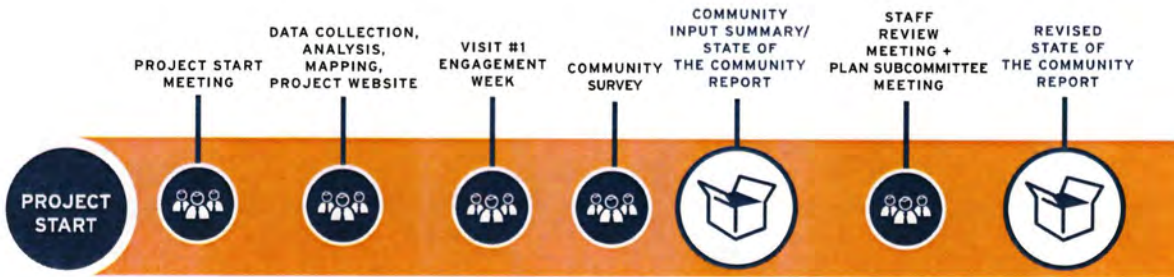 PROJECT
START
PROJECT START
MEETING
DATA COLLECTION,
ANALYSIS,
MAPPING,
PROJECT WEBSITE
VISIT #1
ENGAGEMENT
WEEK
COMMUNITY
SURVEY
COMMUNITY
INPUT SUMMARY/
STATE OF
THE COMMUNITY
REPORT
STAFF
REVIEW
MEETING +
PLAN SUBCOMMITTEE
MEETING
REVISED
STATE OF
THE COMMUNITY
REPORT